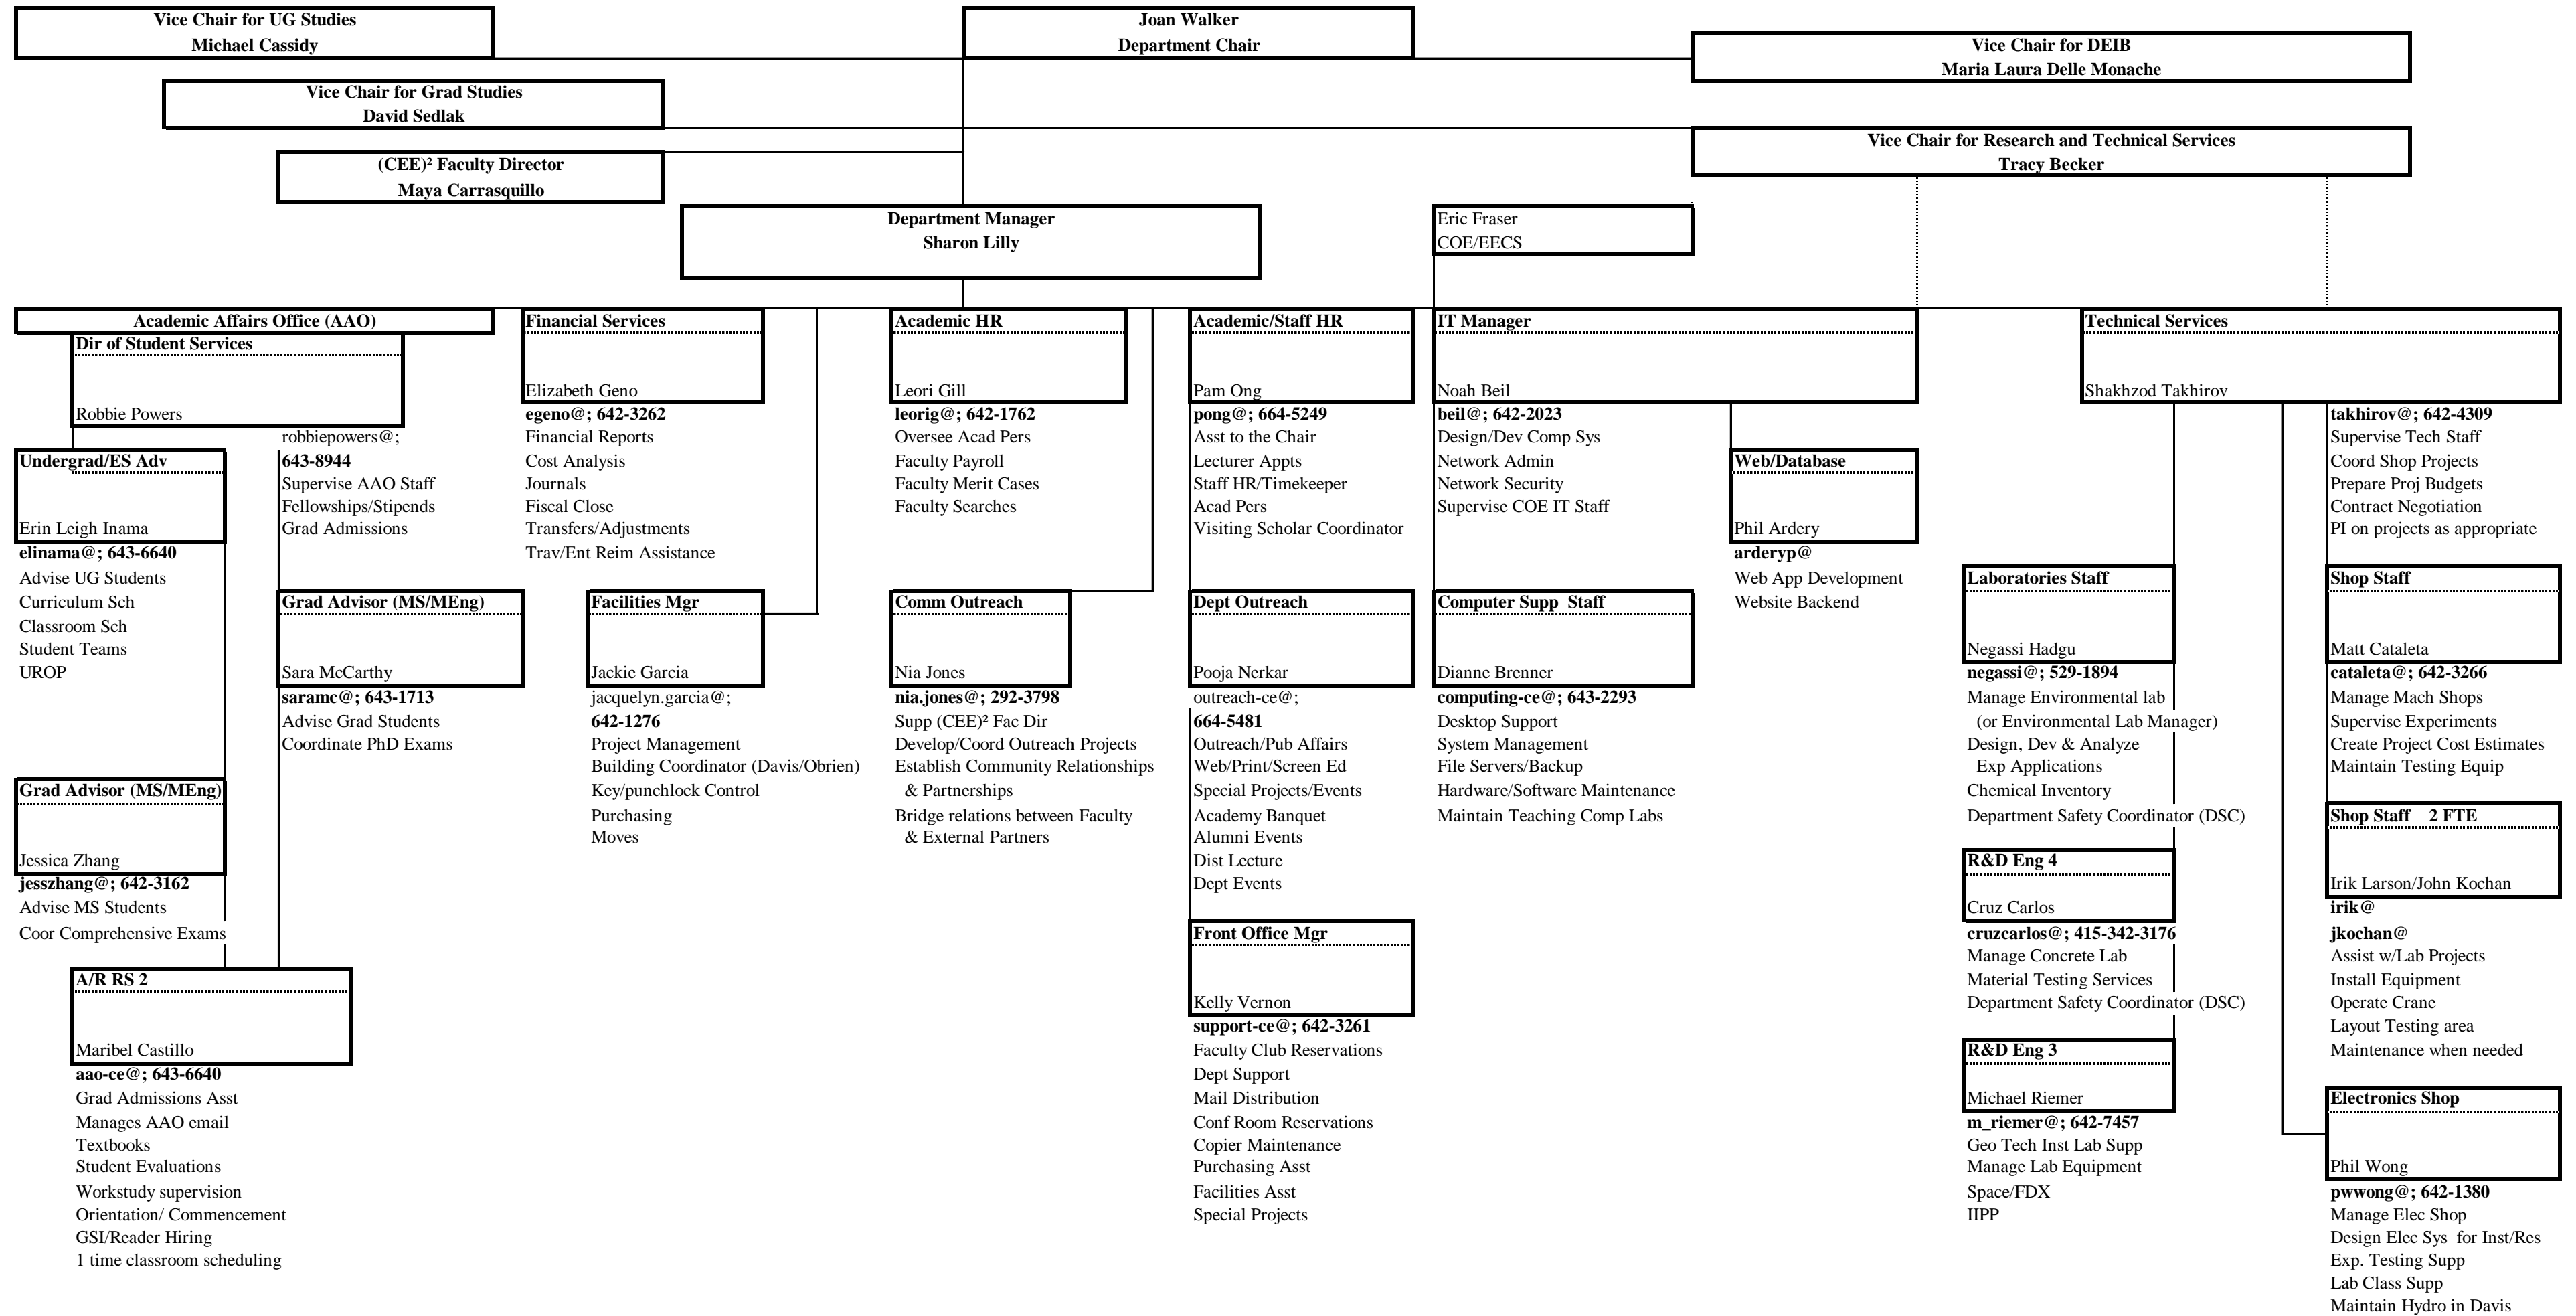 Vice Chair for UG Studies
Michael Cassidy
Joan Walker
Department Chair
Vice Chair for DEIB
Maria Laura Delle Monache
Vice Chair for Grad Studies
David Sedlak
Vice Chair for Research and Technical Services
Tracy Becker
(CEE)² Faculty Director
Maya Carrasquillo
Department Manager
Sharon Lilly
Eric Fraser
COE/EECS
Academic Affairs Office (AAO)
Dir of Student Services
Robbie Powers
robbiepowers@;
643-8944
Supervise AAO Staff
Fellowships/Stipends
Grad Admissions
Undergrad/ES Adv
Erin Leigh Inama
elinama@; 643-6640
Advise UG Students
Curriculum Sch
Classroom Sch
Student Teams
UROP
Grad Advisor (MS/MEng)
Sara McCarthy
saramc@; 643-1713
Advise Grad Students
Coordinate PhD Exams
Grad Advisor (MS/MEng)
Jessica Zhang
jesszhang@; 642-3162
Advise MS Students
Coor Comprehensive Exams
A/R RS 2
Maribel Castillo
aao-ce@; 643-6640
Grad Admissions Asst
Manages AAO email
Textbooks
Student Evaluations
Workstudy supervision
Orientation/ Commencement
GSI/Reader Hiring
1 time classroom scheduling
Financial Services
Elizabeth Geno
egeno@; 642-3262
Financial Reports
Cost Analysis
Journals
Fiscal Close
Transfers/Adjustments
Trav/Ent Reim Assistance
Facilities Mgr
Jackie Garcia
jacquelyn.garcia@;
642-1276
Project Management
Building Coordinator (Davis/Obrien)
Key/punchlock Control
Purchasing
Moves
Academic HR
Leori Gill
leorig@; 642-1762
Oversee Acad Pers
Faculty Payroll
Faculty Merit Cases
Faculty Searches
Comm Outreach
Nia Jones
nia.jones@; 292-3798
Supp (CEE)² Fac Dir
Develop/Coord Outreach Projects
Establish Community Relationships
& Partnerships
Bridge relations between Faculty
& External Partners
Academic/Staff HR
Pam Ong
pong@; 664-5249
Asst to the Chair
Lecturer Appts
Staff HR/Timekeeper
Acad Pers
Visiting Scholar Coordinator
Dept Outreach
Pooja Nerkar
outreach-ce@;
664-5481
Outreach/Pub Affairs
Web/Print/Screen Ed
Special Projects/Events
Academy Banquet
Alumni Events
Dist Lecture
Dept Events
Front Office Mgr
Kelly Vernon
support-ce@; 642-3261
Faculty Club Reservations
Dept Support
Mail Distribution
Conf Room Reservations
Copier Maintenance
Purchasing Asst
Facilities Asst
Special Projects
IT Manager
Noah Beil
beil@; 642-2023
Design/Dev Comp Sys
Network Admin
Network Security
Supervise COE IT Staff
Web/Database
Phil Ardery
arderyp@
Web App Development
Website Backend
Computer Supp  Staff
Dianne Brenner
computing-ce@; 643-2293
Desktop Support
System Management
File Servers/Backup
Hardware/Software Maintenance
Maintain Teaching Comp Labs
Technical Services
Shakhzod Takhirov
takhirov@; 642-4309
Supervise Tech Staff
Coord Shop Projects
Prepare Proj Budgets
Contract Negotiation
PI on projects as appropriate
Laboratories Staff
Negassi Hadgu
negassi@; 529-1894
Manage Environmental lab
(or Environmental Lab Manager)
Design, Dev & Analyze
Exp Applications
Chemical Inventory
Department Safety Coordinator (DSC)
R&D Eng 4
Cruz Carlos
cruzcarlos@; 415-342-3176
Manage Concrete Lab
Material Testing Services
Department Safety Coordinator (DSC)
R&D Eng 3
Michael Riemer
m_riemer@; 642-7457
Geo Tech Inst Lab Supp
Manage Lab Equipment
Space/FDX
IIPP
Shop Staff
Matt Cataleta
cataleta@; 642-3266
Manage Mach Shops
Supervise Experiments
Create Project Cost Estimates
Maintain Testing Equip
Shop Staff    2 FTE
Irik Larson/John Kochan
irik@
jkochan@
Assist w/Lab Projects
Install Equipment
Operate Crane
Layout Testing area
Maintenance when needed
Electronics Shop
Phil Wong
pwwong@; 642-1380
Manage Elec Shop
Design Elec Sys  for Inst/Res
Exp. Testing Supp
Lab Class Supp
Maintain Hydro in Davis